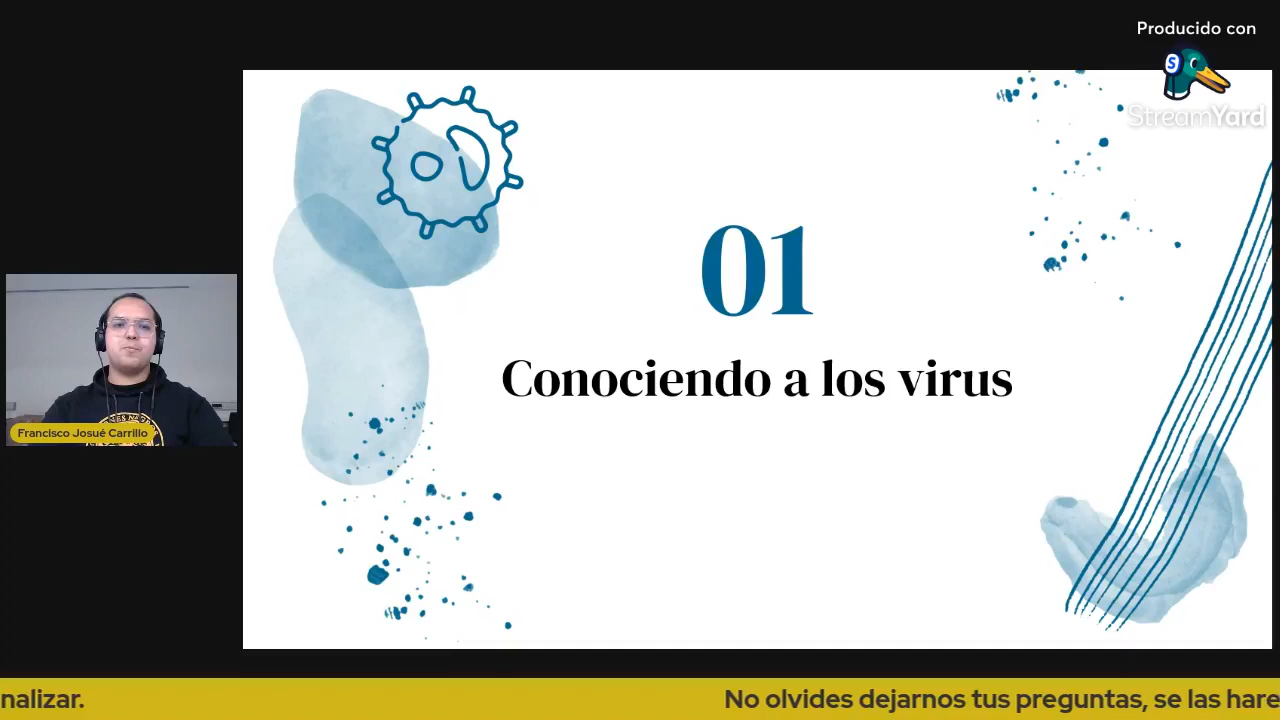 Producido con
StreamYard
01
Conociendo a los virus
Francisco Josué Carrillo
nalizar.
No olvides dejarnos tus preguntas, se las hare